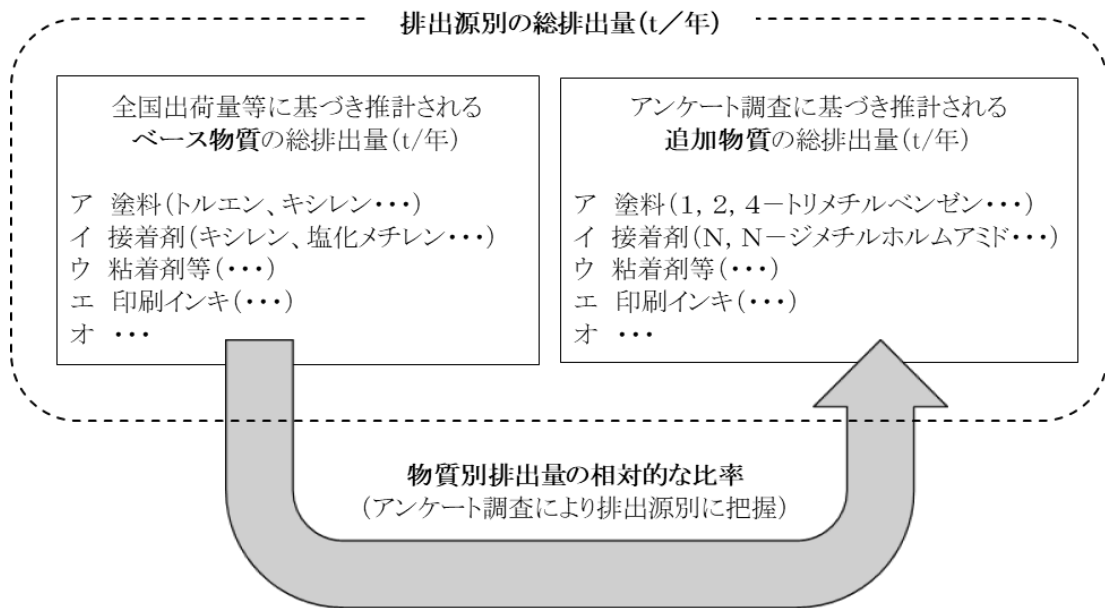 排出源別の総排出量(t/年)
全国出荷量等に基づき推計される
ベース物質の総排出量(t/年)
ア 塗料(トルエン、キシレン・・・)
イ 接着剤(キシレン、塩化メチレン・・・)
ウ 粘着剤等(・・・)
エ 印刷インキ(・・・)
オ ・・・
アンケート調査に基づき推計される
追加物質の総排出量(t/年)
ア 塗料(1, 2, 4-トリメチルベンゼン・・・)
イ 接着剤(N, N-ジメチルホルムアミド・・・)
ウ 粘着剤等(・・・)
エ 印刷インキ(・・・)
オ ・・・
物質別排出量の相対的な比率
(アンケート調査により排出源別に把握)